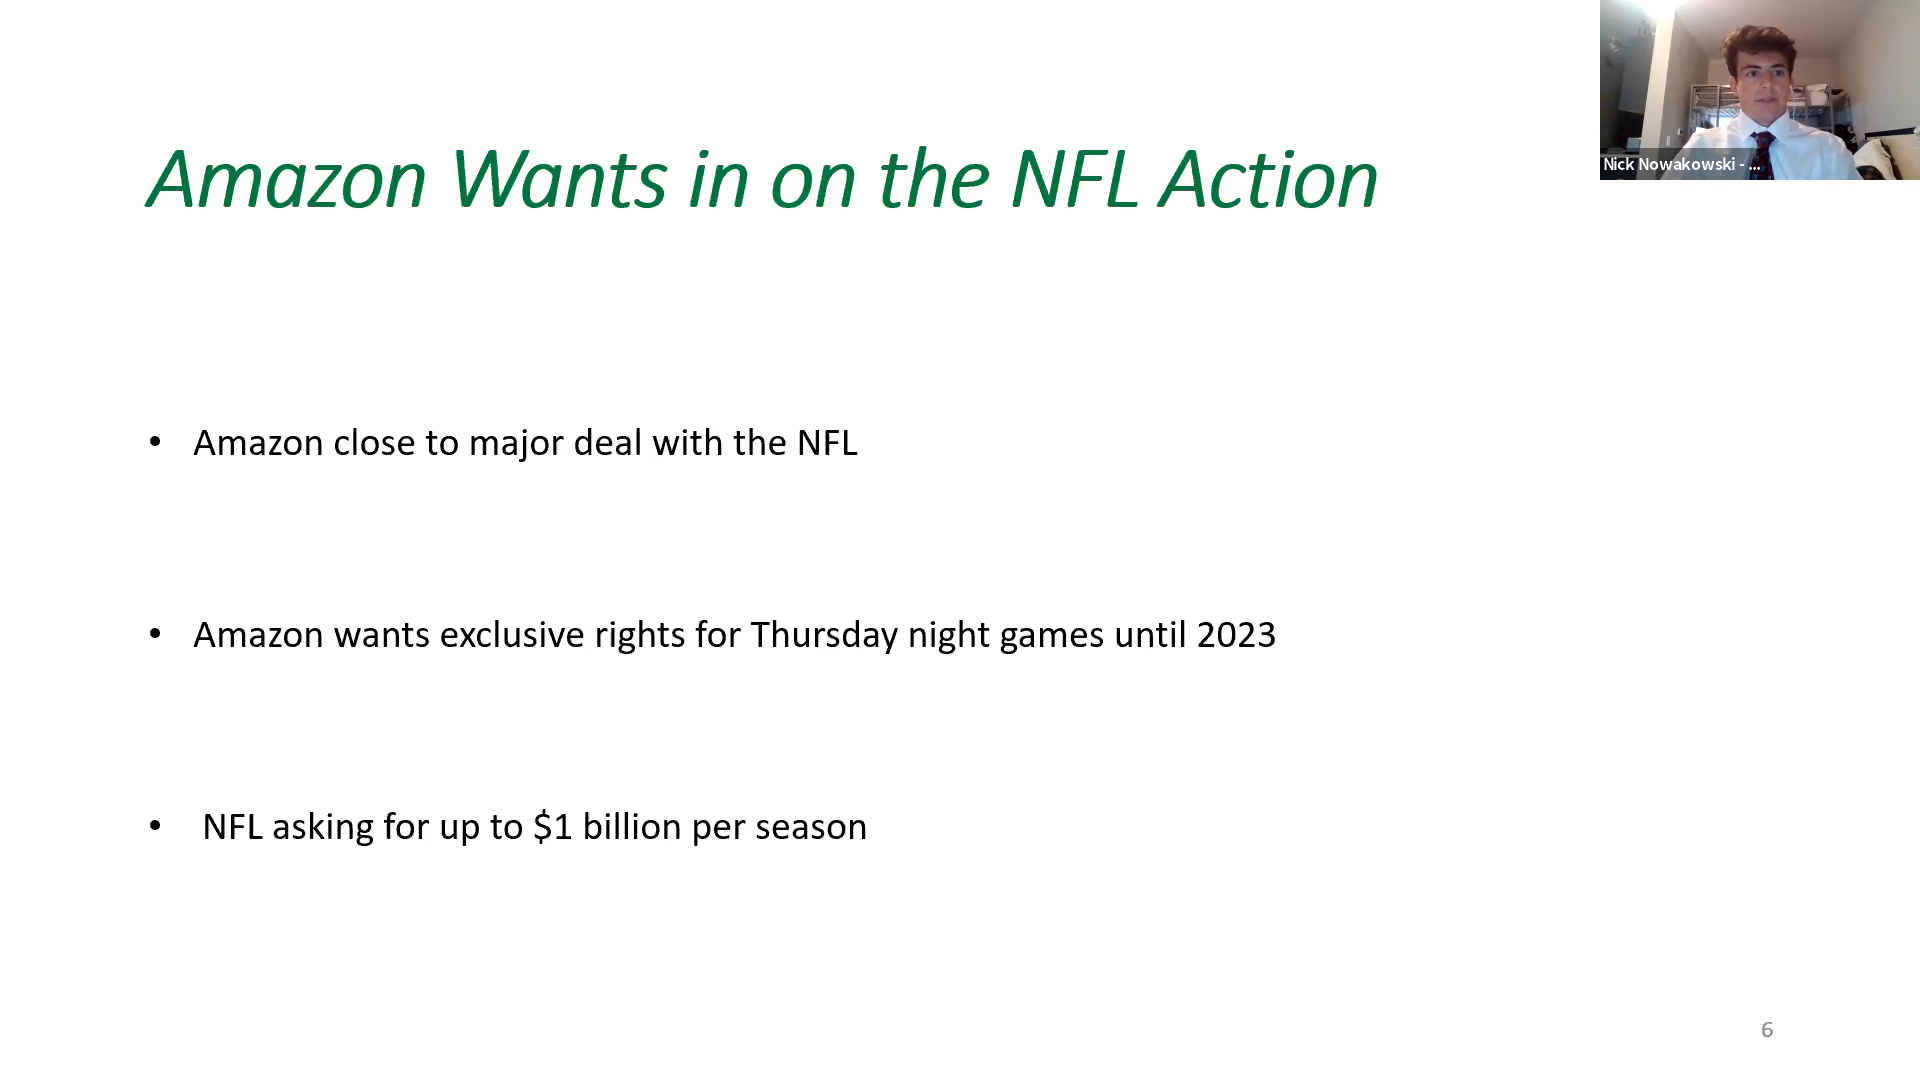 Amazon Wants in on the NFL Action
Nick Nowakowski - ...
• Amazon close to major deal with the NFL
• Amazon wants exclusive rights for Thursday night games until 2023
• NFL asking for up to $1 billion per season
6